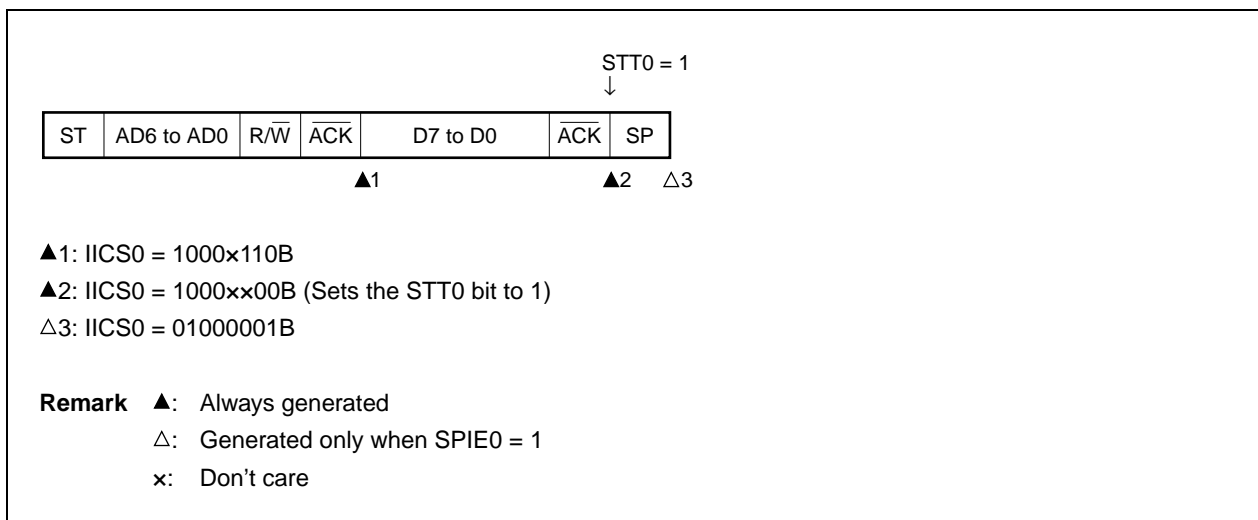 STT0 = 1
↓
ST AD6 to AD0 R/W̅ A̅C̅K̅ D7 to D0 A̅C̅K̅ SP
▲1 ▲2 △3
▲1: IICS0 = 1000×110B
▲2: IICS0 = 1000××00B (Sets the STT0 bit to 1)
△3: IICS0 = 01000001B
Remark ▲: Always generated
△: Generated only when SPIE0 = 1
×: Don't care